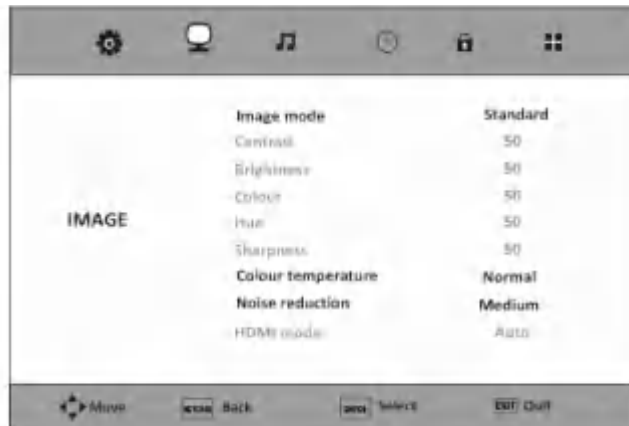 Image mode Standard
Contrast 50
Brightness 50
Colour 50
IMAGE
Hue 50
Sharpness 50
Colour temperature Normal
Noise reduction Medium
HDMI mode Auto
Move Back Select EXIT Quit